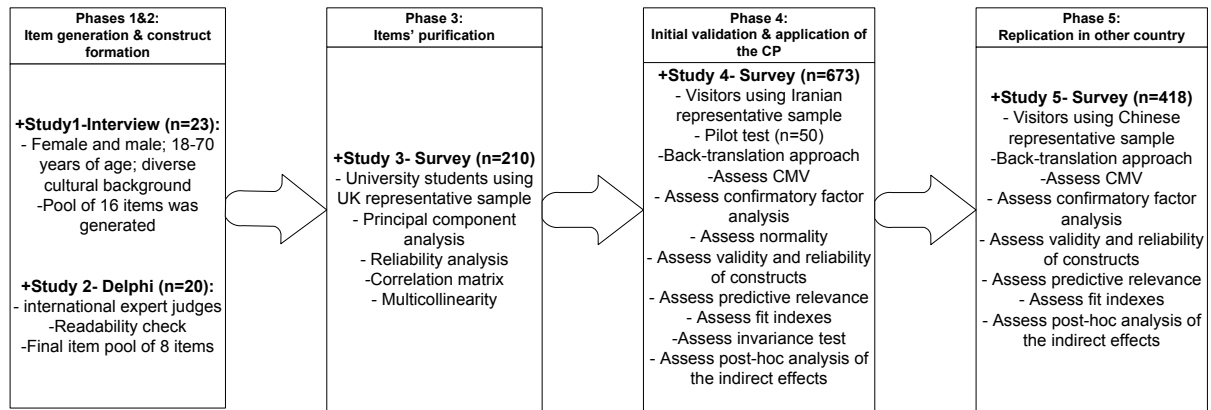 Phases 1&2:
Item generation & construct
formation
+Study1-Interview (n=23):
- Female and male; 18-70
years of age; diverse
cultural background
-Pool of 16 items was
generated
+Study 2- Delphi (n=20):
- international expert judges
-Readability check
-Final item pool of 8 items
Phase 3:
Items' purification
+Study 3- Survey (n=210)
- University students using
UK representative sample
- Principal component
analysis
- Reliability analysis
-Correlation matrix
- Multicollinearity
Phase 4:
Initial validation & application of
the CP
+Study 4- Survey (n=673)
- Visitors using Iranian
representative sample
- Pilot test (n=50)
-Back-translation approach
-Assess CMV
- Assess confirmatory factor
analysis
- Assess normality
- Assess validity and reliability
of constructs
- Assess predictive relevance
- Assess fit indexes
-Assess invariance test
- Assess post-hoc analysis of
the indirect effects
Phase 5:
Replication in other country
+Study 5- Survey (n=418)
- Visitors using Chinese
representative sample
-Back-translation approach
-Assess CMV
- Assess confirmatory factor
analysis
- Assess validity and reliability
of constructs
- Assess predictive relevance
- Assess fit indexes
- Assess post-hoc analysis of
the indirect effects